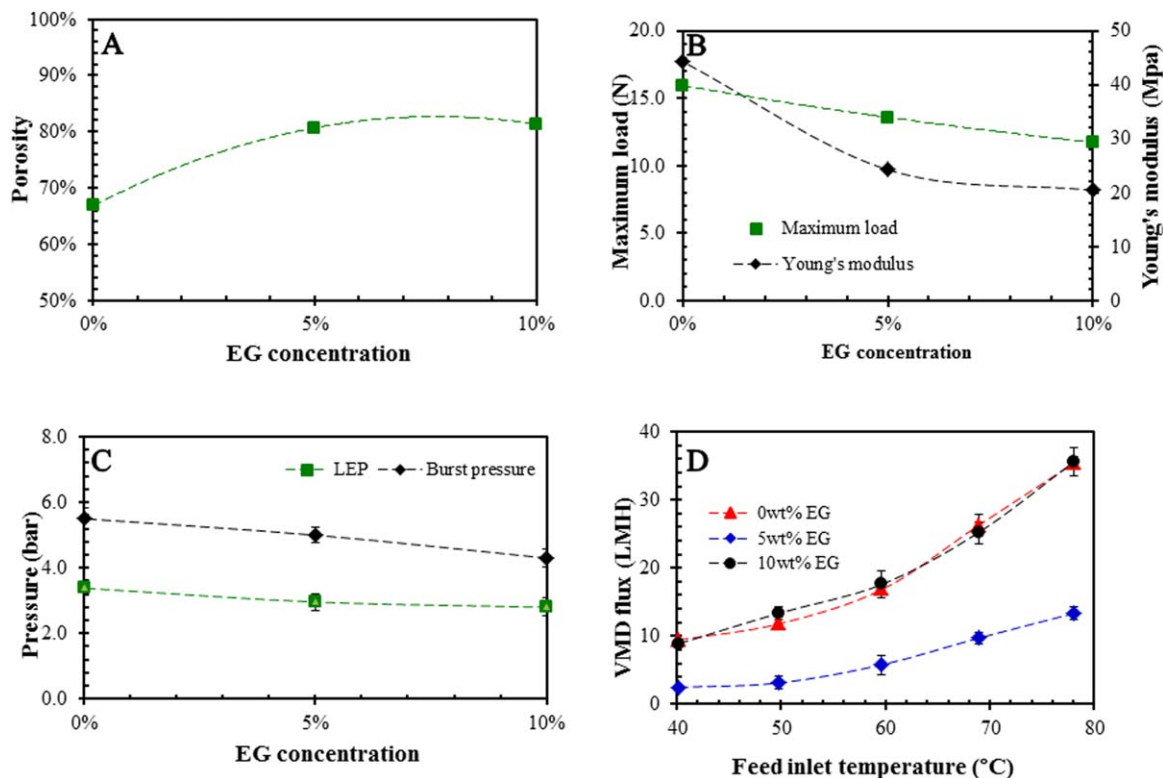 A
100%
90%
80%
70%
60%
50%
Porosity
0%
5%
10%
EG concentration
B
20.0
15.0
10.0
5.0
0.0
Maximum load (N)
50
40
30
20
10
0
Young's modulus (Mpa)
Maximum load
Young's modulus
0%
5%
10%
EG concentration
C
8.0
6.0
4.0
2.0
0.0
Pressure (bar)
LEP
Burst pressure
0%
5%
10%
EG concentration
D
40
30
20
10
0
VMD flux (LMH)
0wt% EG
5wt% EG
10wt% EG
40
50
60
70
80
Feed inlet temperature (°C)